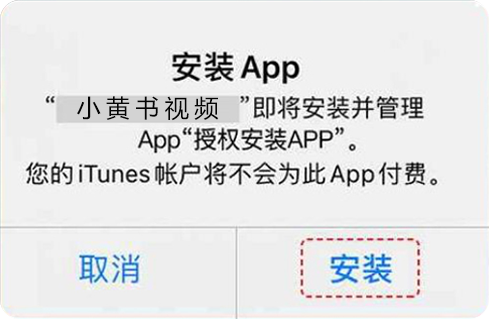 安装 App
“ 小黄书视频 ”即将安装并管理
App“授权安装APP”。
您的 iTunes 帐户将不会为此 App 付费。
取消
安装